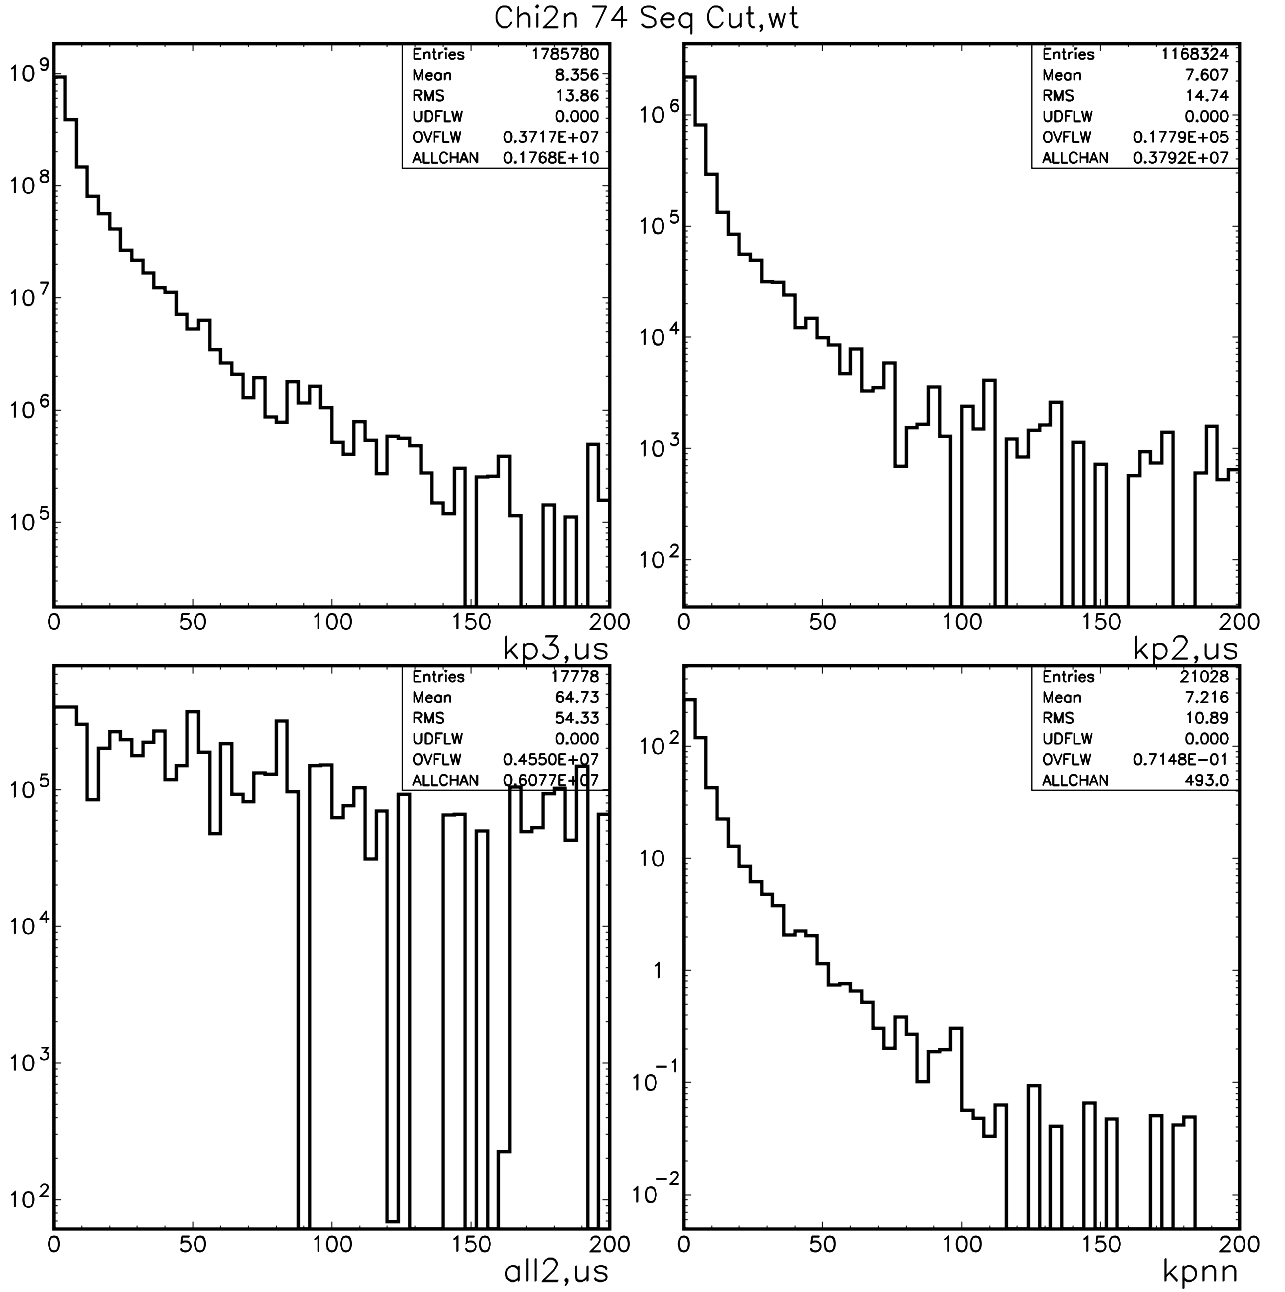 Chi2n 74 Seq Cut,wt
Entries 1785780
Mean 8.356
RMS 13.86
UDFLW 0.000
OVFLW 0.3717E+07
ALLCHAN 0.1768E+10
10^9
10^8
10^7
10^6
10^5
0 50 100 150 200
kp3,us
Entries 1168324
Mean 7.607
RMS 14.74
UDFLW 0.000
OVFLW 0.1779E+05
ALLCHAN 0.3792E+07
10^6
10^5
10^4
10^3
10^2
0 50 100 150 200
kp2,us
Entries 17778
Mean 64.73
RMS 54.33
UDFLW 0.000
OVFLW 0.4550E+07
ALLCHAN 0.6077E+07
10^5
10^4
10^3
10^2
0 50 100 150 200
all2,us
Entries 21028
Mean 7.216
RMS 10.89
UDFLW 0.000
OVFLW 0.7148E-01
ALLCHAN 493.0
10^2
10
1
10^-1
10^-2
0 50 100 150 200
kpnn